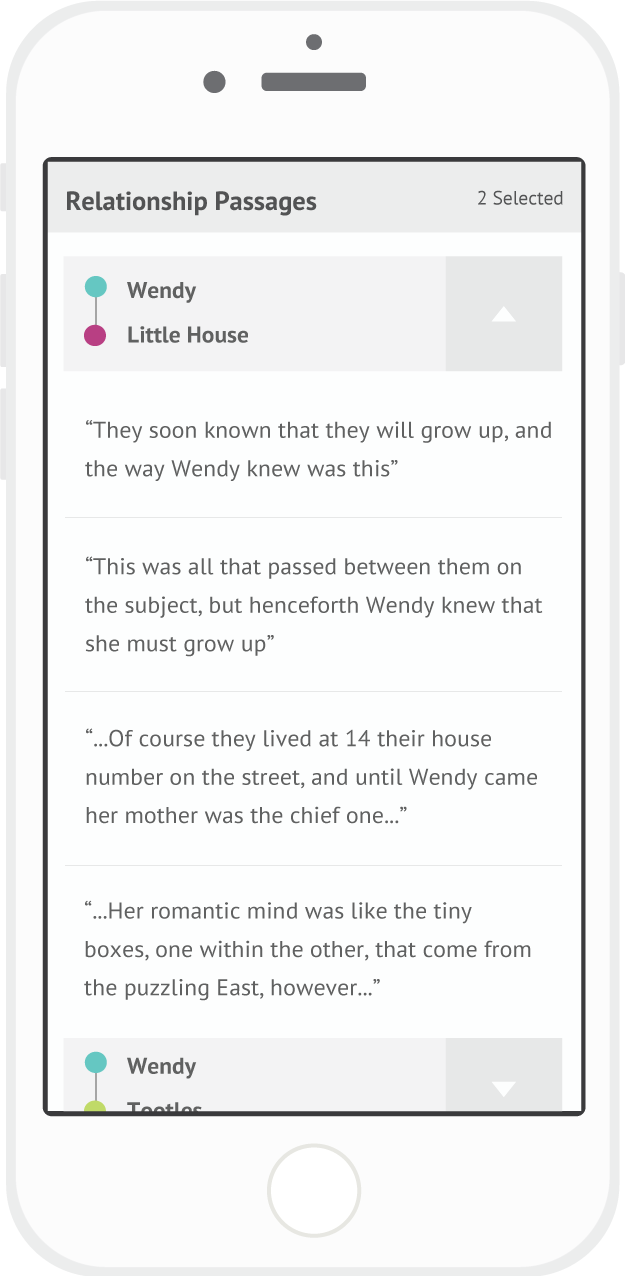 Relationship Passages
2 Selected
Wendy
Little House
“They soon known that they will grow up, and
the way Wendy knew was this”
“This was all that passed between them on
the subject, but henceforth Wendy knew that
she must grow up”
“...Of course they lived at 14 their house
number on the street, and until Wendy came
her mother was the chief one...”
“...Her romantic mind was like the tiny
boxes, one within the other, that come from
the puzzling East, however...”
Wendy
Tootles